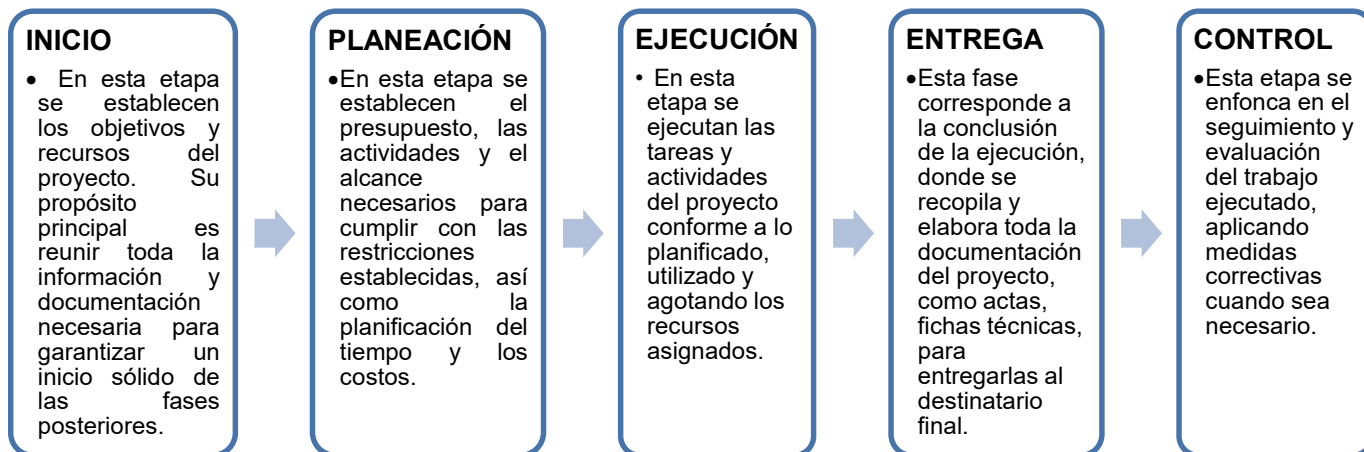 INICIO
• En esta etapa
se establecen
los objetivos y
recursos del
proyecto. Su
propósito
principal es
reunir toda la
información y
documentación
necesaria para
garantizar un
inicio sólido de
las fases
posteriores.
PLANEACIÓN
•En esta etapa se
establecen el
presupuesto, las
actividades y el
alcance
necesarios para
cumplir con las
restricciones
establecidas, así
como la
planificación del
tiempo y los
costos.
EJECUCIÓN
• En esta
etapa se
ejecutan las
tareas y
actividades
del proyecto
conforme a lo
planificado,
utilizado y
agotando los
recursos
asignados.
ENTREGA
•Esta fase
corresponde a
la conclusión
de la ejecución,
donde se
recopila y
elabora toda la
documentación
del proyecto,
como actas,
fichas técnicas,
para
entregarlas al
destinatario
final.
CONTROL
•Esta etapa se
enfonca en el
seguimiento y
evaluación
del trabajo
ejecutado,
aplicando
medidas
correctivas
cuando sea
necesario.